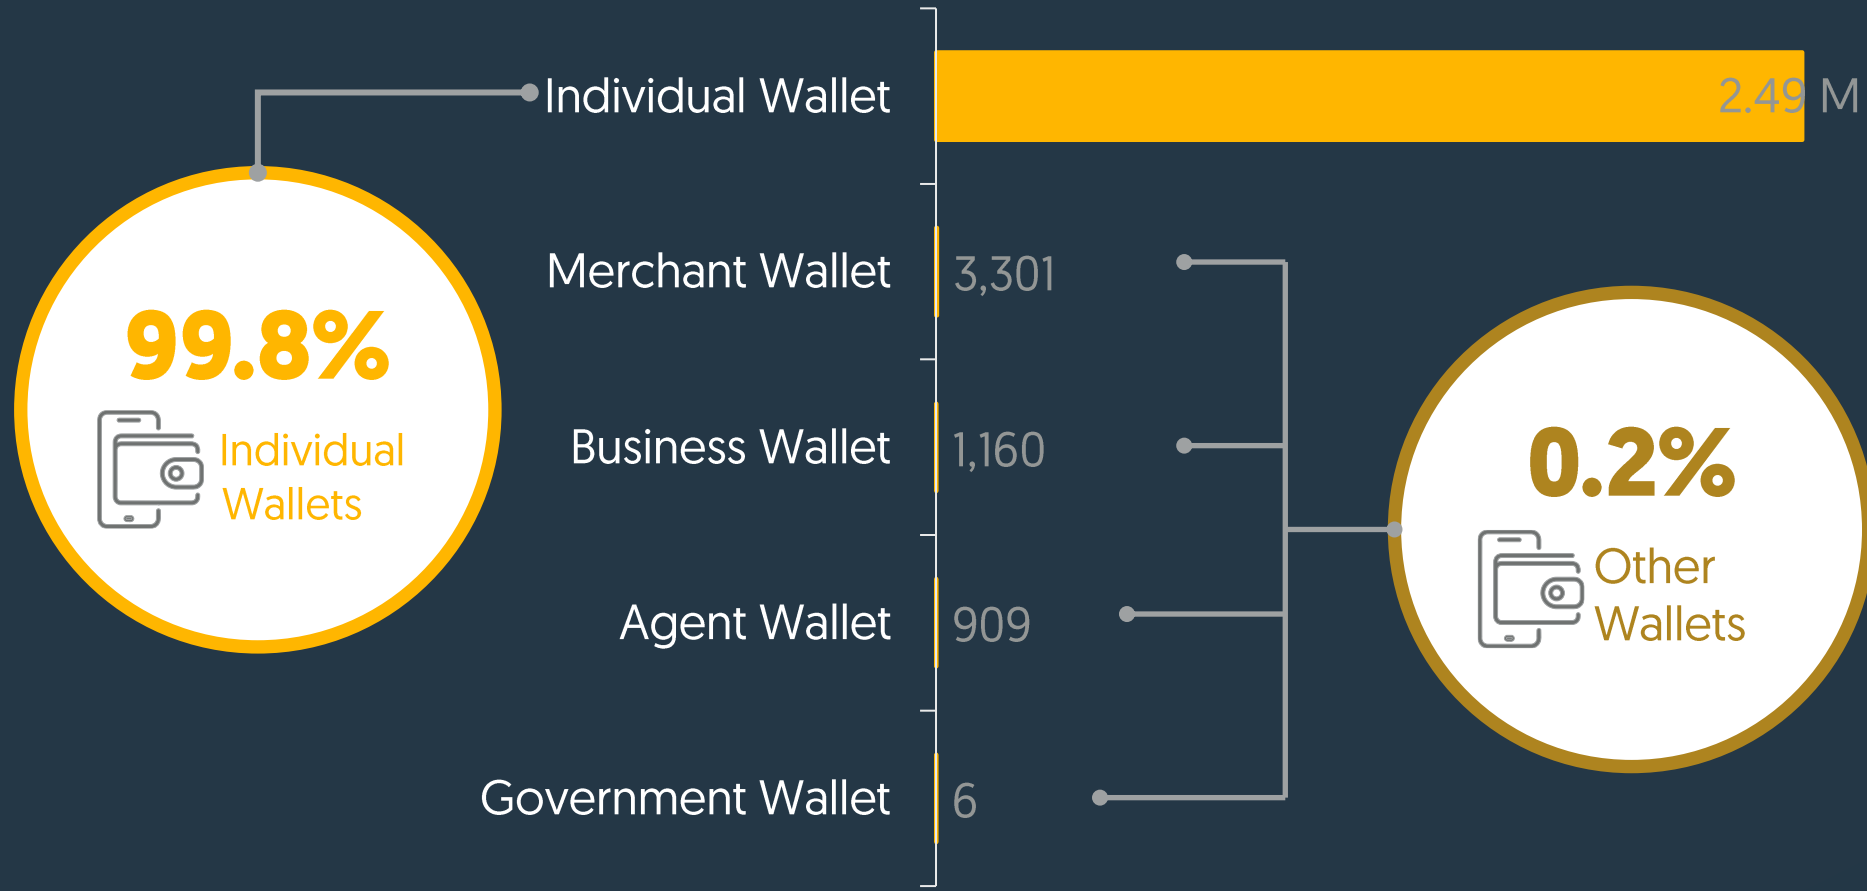 Individual Wallet
2.49 M
Merchant Wallet
3,301
Business Wallet
1,160
Agent Wallet
909
Government Wallet
6
99.8%
Individual
Wallets
0.2%
Other
Wallets